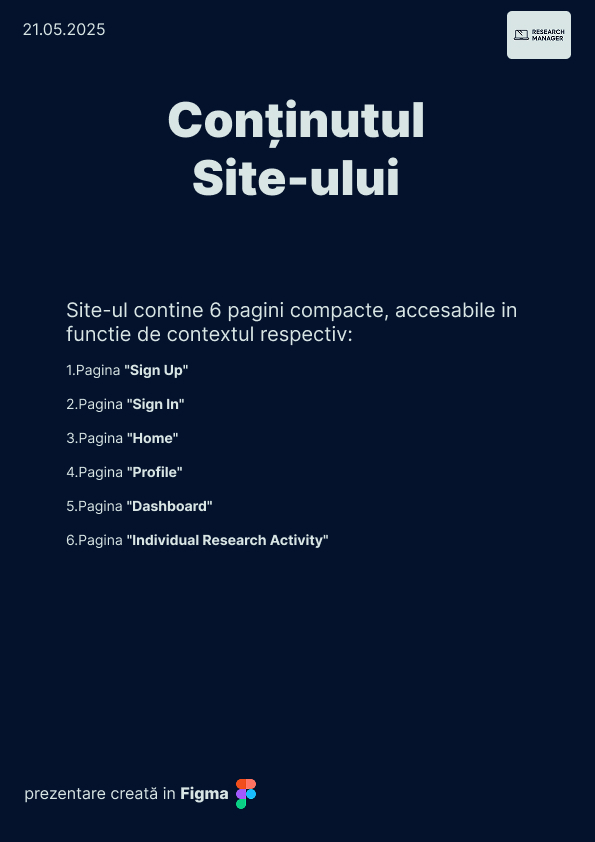 21.05.2025
RESEARCH
MANAGER
Conținutul
Site-ului
Site-ul contine 6 pagini compacte, accesabile in
functie de contextul respectiv:
1.Pagina "Sign Up"
2.Pagina "Sign In"
3.Pagina "Home"
4.Pagina "Profile"
5.Pagina "Dashboard"
6.Pagina "Individual Research Activity"
prezentare creată in Figma